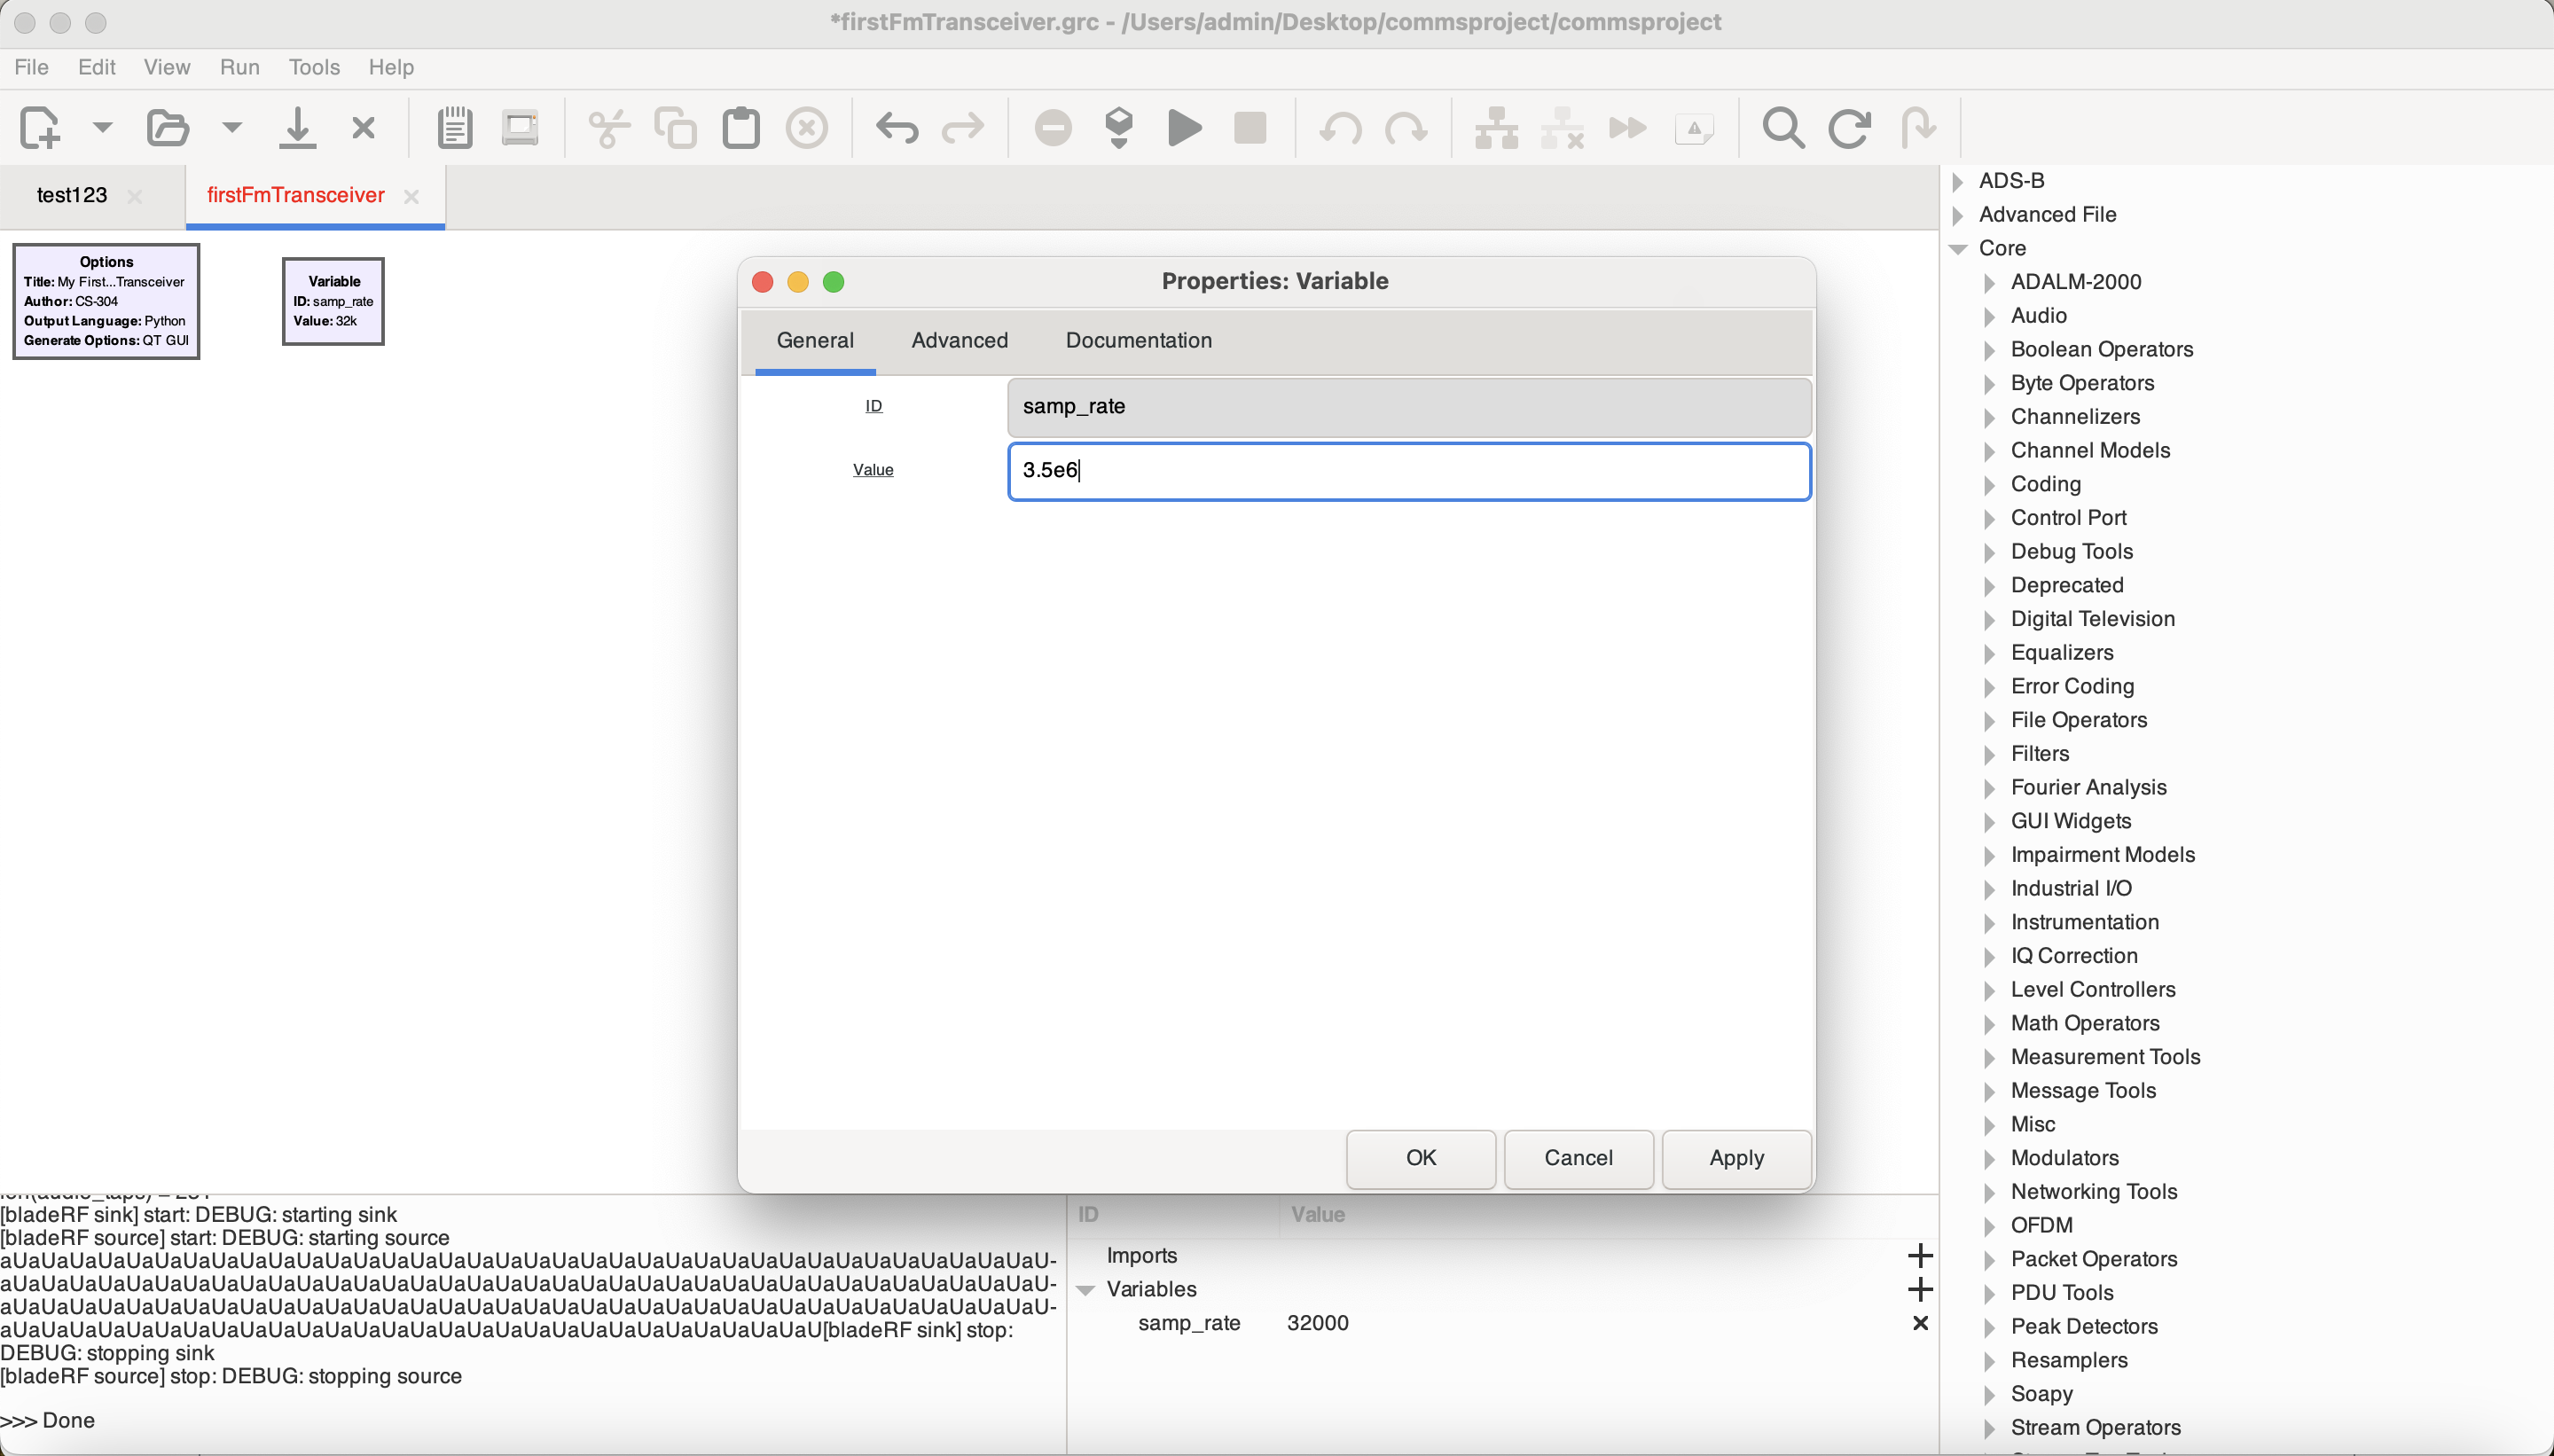 *firstFmTransceiver.grc - /Users/admin/Desktop/commsproject/commsproject
File Edit View Run Tools Help
test123
firstFmTransceiver
Options
Title: My First...Transceiver
Author: CS-304
Output Language: Python
Generate Options: QT GUI
Variable
ID: samp_rate
Value: 32k
Properties: Variable
General Advanced Documentation
ID samp_rate
Value 3.5e6
OK Cancel Apply
[bladeRF sink] start: DEBUG: starting sink
[bladeRF source] start: DEBUG: starting source
aUaUaUaUaUaUaUaUaUaUaUaUaUaUaUaUaUaUaUaUaUaUaUaUaUaUaUaUaUaUaUaUaUaUaUaUaU-
aUaUaUaUaUaUaUaUaUaUaUaUaUaUaUaUaUaUaUaUaUaUaUaUaUaUaUaUaUaUaUaUaUaUaUaUaU-
aUaUaUaUaUaUaUaUaUaUaUaUaUaUaUaUaUaUaUaUaUaUaUaUaUaUaUaUaUaUaUaUaUaUaUaUaU-
aUaUaUaUaUaUaUaUaUaUaUaUaUaUaUaUaUaUaUaUaUaUaUaUaUaUaUaUaU[bladeRF sink] stop:
DEBUG: stopping sink
[bladeRF source] stop: DEBUG: stopping source
>>> Done
ID Value
Imports
Variables
samp_rate 32000
ADS-B
Advanced File
Core
ADALM-2000
Audio
Boolean Operators
Byte Operators
Channelizers
Channel Models
Coding
Control Port
Debug Tools
Deprecated
Digital Television
Equalizers
Error Coding
File Operators
Filters
Fourier Analysis
GUI Widgets
Impairment Models
Industrial I/O
Instrumentation
IQ Correction
Level Controllers
Math Operators
Measurement Tools
Message Tools
Misc
Modulators
Networking Tools
OFDM
Packet Operators
PDU Tools
Peak Detectors
Resamplers
Soapy
Stream Operators